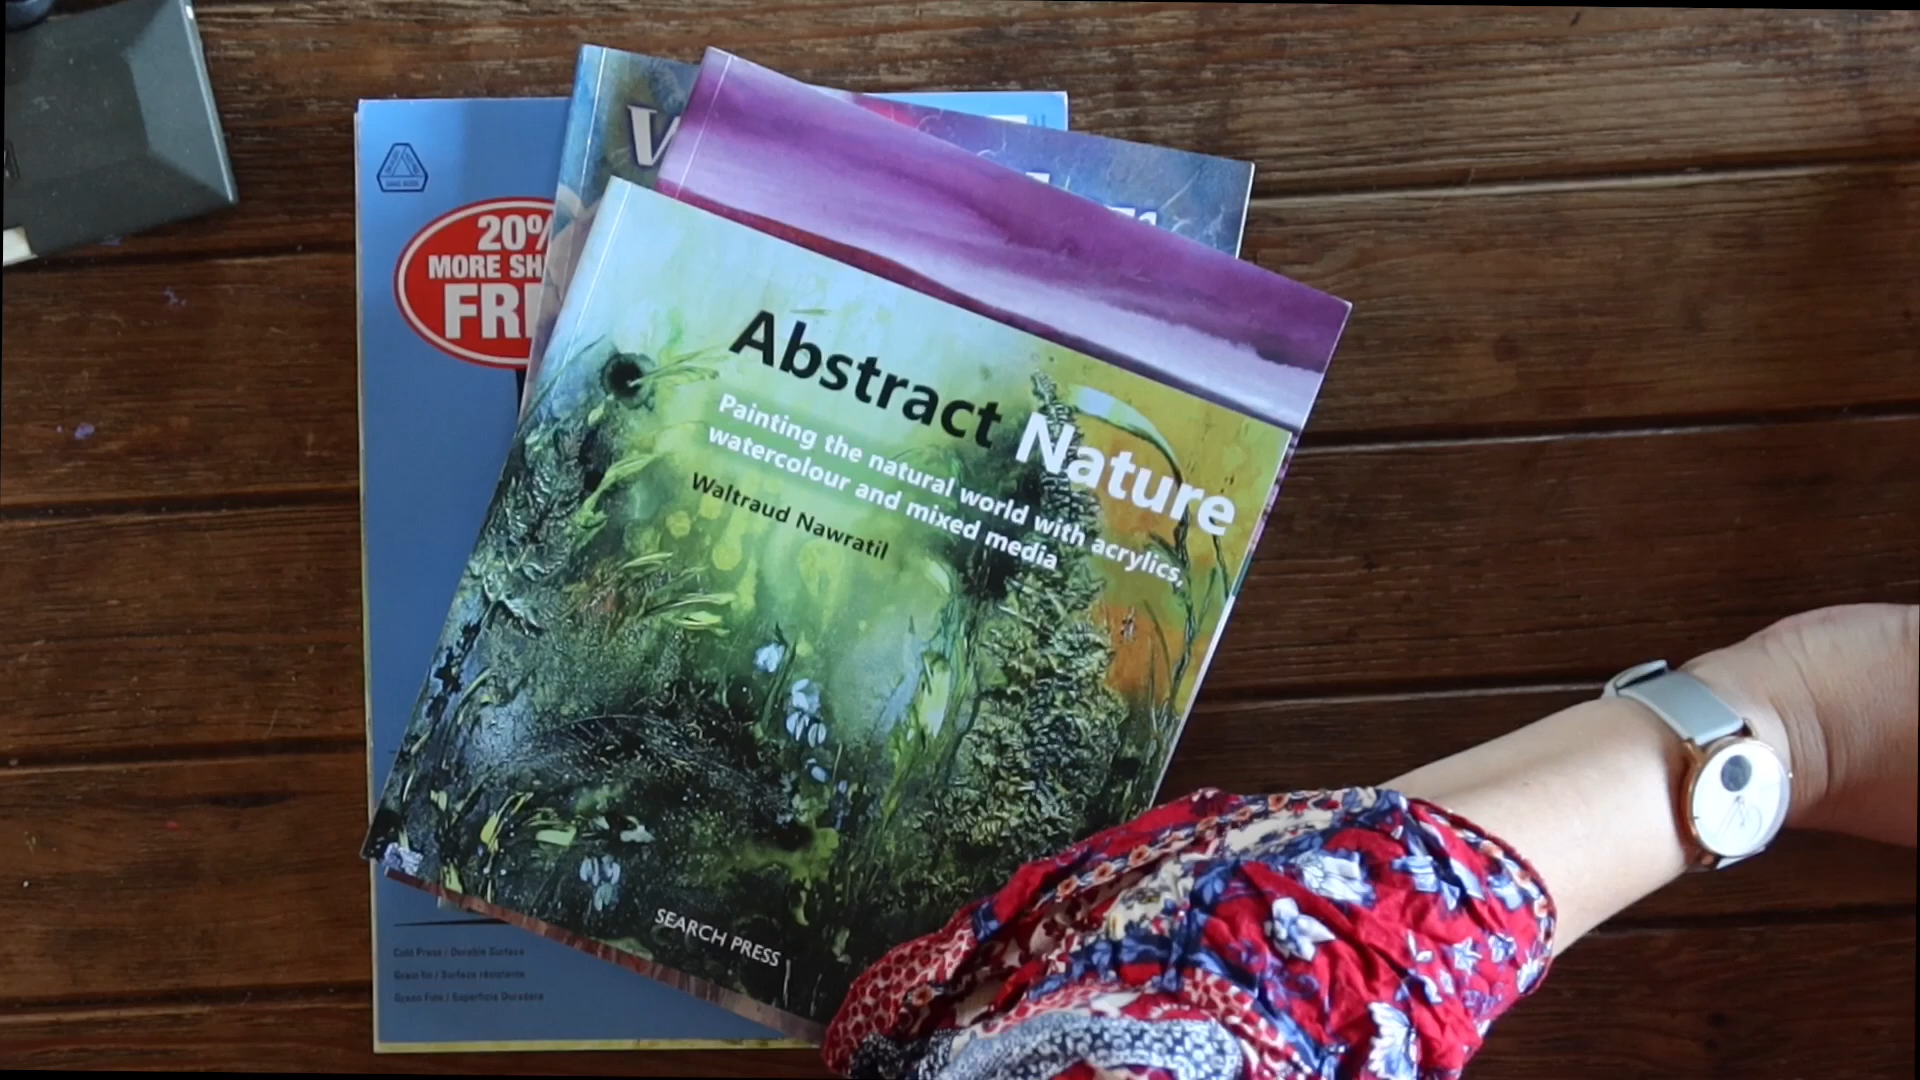 20%
MORE SH
FRE
Abstract Nature
Painting the natural world with acrylics,
watercolour and mixed media
Waltraud Nawratil
SEARCH PRESS
Cold Press / Durable Surface
Grain fin / Surface résistante
Grano Fino / Superficie Duradera